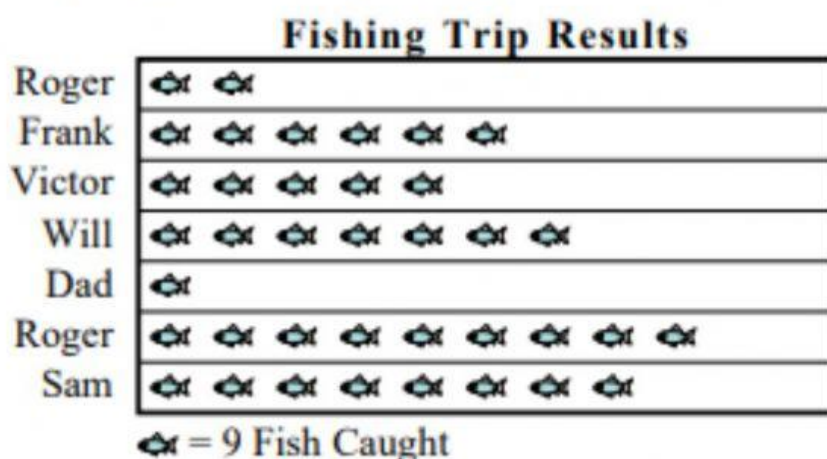 Fishing Trip Results
Roger
Frank
Victor
Will
Dad
Roger
Sam
= 9 Fish Caught